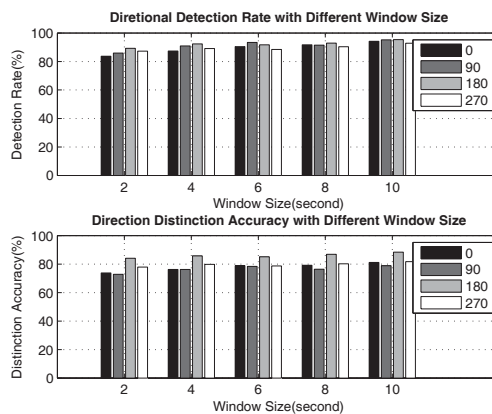 Diretional Detection Rate with Different Window Size
Detection Rate(%)
100
80
60
40
20
0
2 4 6 8 10
Window Size(second)
0
90
180
270
Direction Distinction Accuracy with Different Window Size
Distinction Accuracy(%)
100
80
60
40
20
0
2 4 6 8 10
Window Size(second)
0
90
180
270